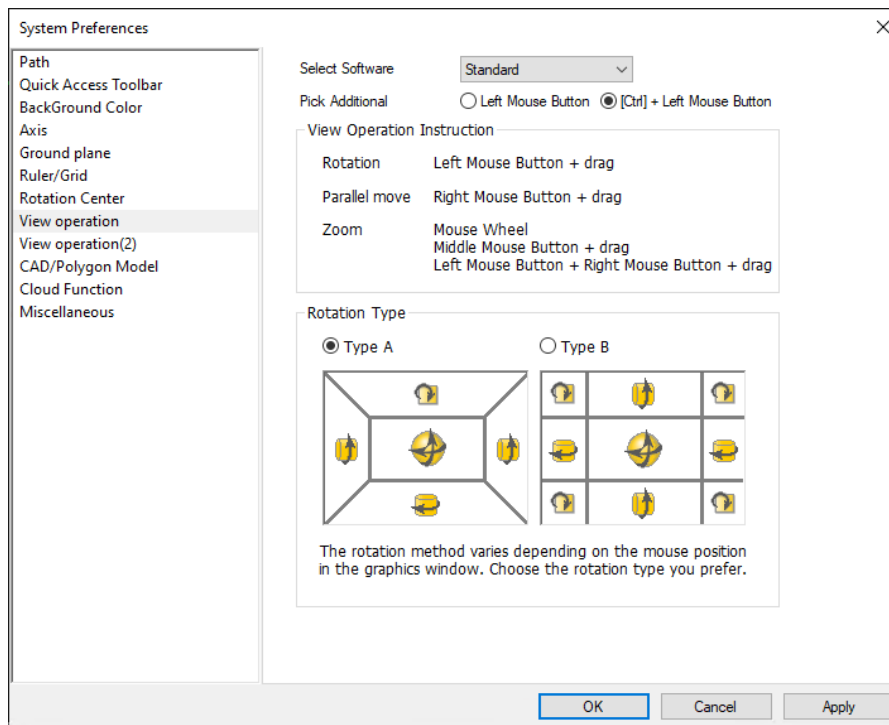 System Preferences
Path
Quick Access Toolbar
BackGround Color
Axis
Ground plane
Ruler/Grid
Rotation Center
View operation
View operation(2)
CAD/Polygon Model
Cloud Function
Miscellaneous
Select Software Standard
Pick Additional Left Mouse Button [Ctrl] + Left Mouse Button
View Operation Instruction
Rotation Left Mouse Button + drag
Parallel move Right Mouse Button + drag
Zoom Mouse Wheel
Middle Mouse Button + drag
Left Mouse Button + Right Mouse Button + drag
Rotation Type
Type A Type B
The rotation method varies depending on the mouse position
in the graphics window. Choose the rotation type you prefer.
OK Cancel Apply